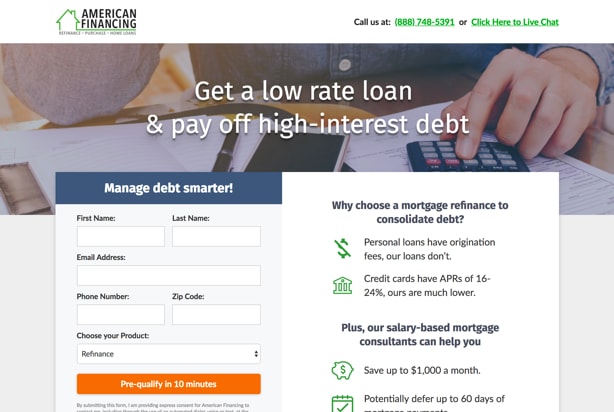 AMERICAN
FINANCING
REFINANCE • PURCHASE • HOME LOANS
Call us at: (888) 748-5391 or Click Here to Live Chat
Get a low rate loan
& pay off high-interest debt
Manage debt smarter!
First Name:
Last Name:
Email Address:
Phone Number:
Zip Code:
Choose your Product:
Refinance
Pre-qualify in 10 minutes
By submitting this form, I am providing express consent for American Financing to
Why choose a mortgage refinance to
consolidate debt?
Personal loans have origination
fees, our loans don't.
Credit cards have APRs of 16-
24%, ours are much lower.
Plus, our salary-based mortgage
consultants can help you
Save up to $1,000 a month.
Potentially defer up to 60 days of
mortgage payments.